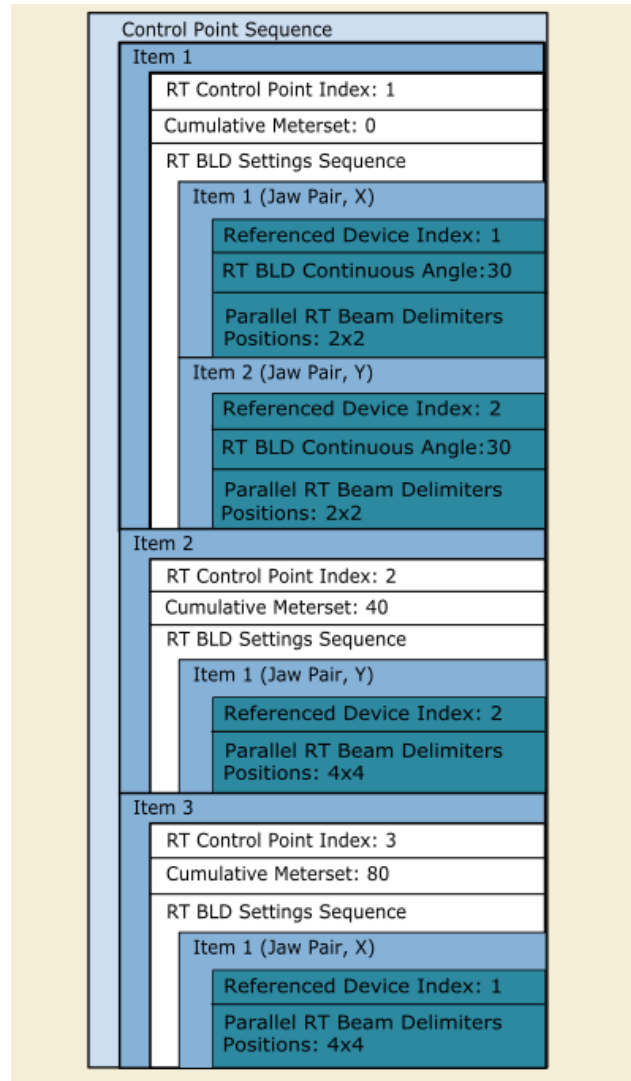 Control Point Sequence
Item 1
RT Control Point Index: 1
Cumulative Meterset: 0
RT BLD Settings Sequence
Item 1 (Jaw Pair, X)
Referenced Device Index: 1
RT BLD Continuous Angle:30
Parallel RT Beam Delimiters
Positions: 2x2
Item 2 (Jaw Pair, Y)
Referenced Device Index: 2
RT BLD Continuous Angle:30
Parallel RT Beam Delimiters
Positions: 2x2
Item 2
RT Control Point Index: 2
Cumulative Meterset: 40
RT BLD Settings Sequence
Item 1 (Jaw Pair, Y)
Referenced Device Index: 2
Parallel RT Beam Delimiters
Positions: 4x4
Item 3
RT Control Point Index: 3
Cumulative Meterset: 80
RT BLD Settings Sequence
Item 1 (Jaw Pair, X)
Referenced Device Index: 1
Parallel RT Beam Delimiters
Positions: 4x4